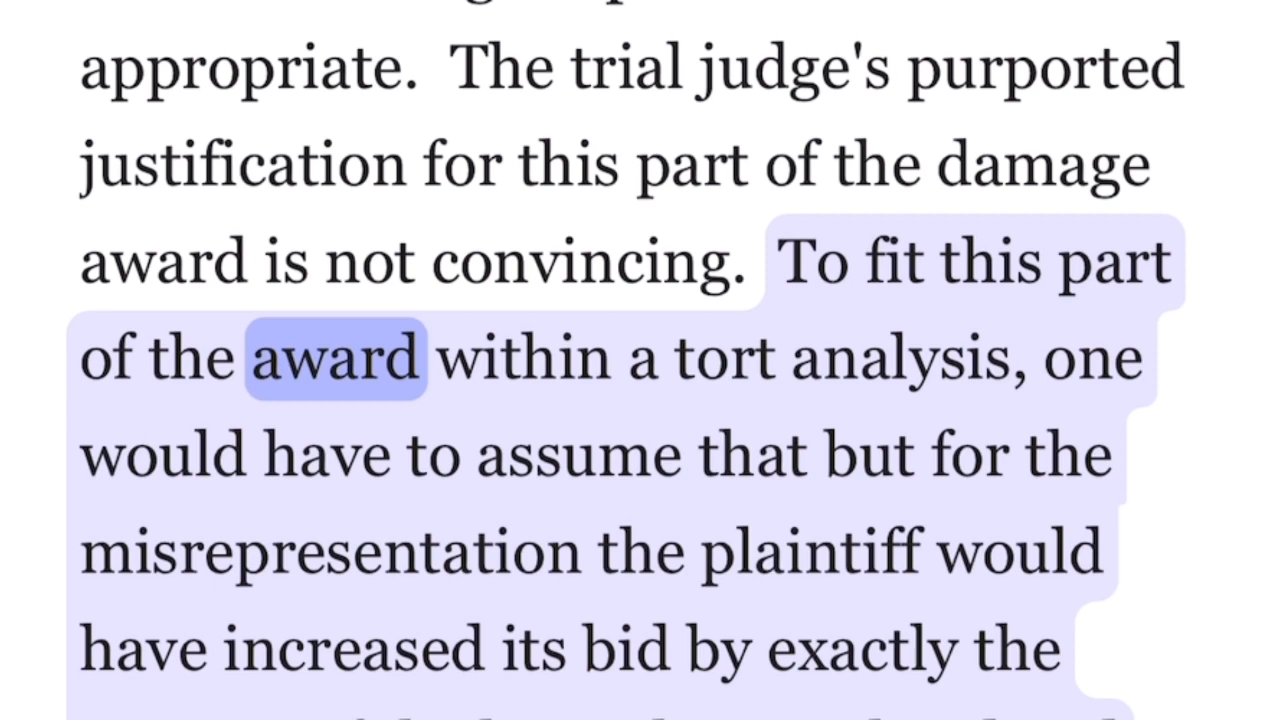 appropriate.  The trial judge's purported
justification for this part of the damage
award is not convincing.  To fit this part
of the award within a tort analysis, one
would have to assume that but for the
misrepresentation the plaintiff would
have increased its bid by exactly the